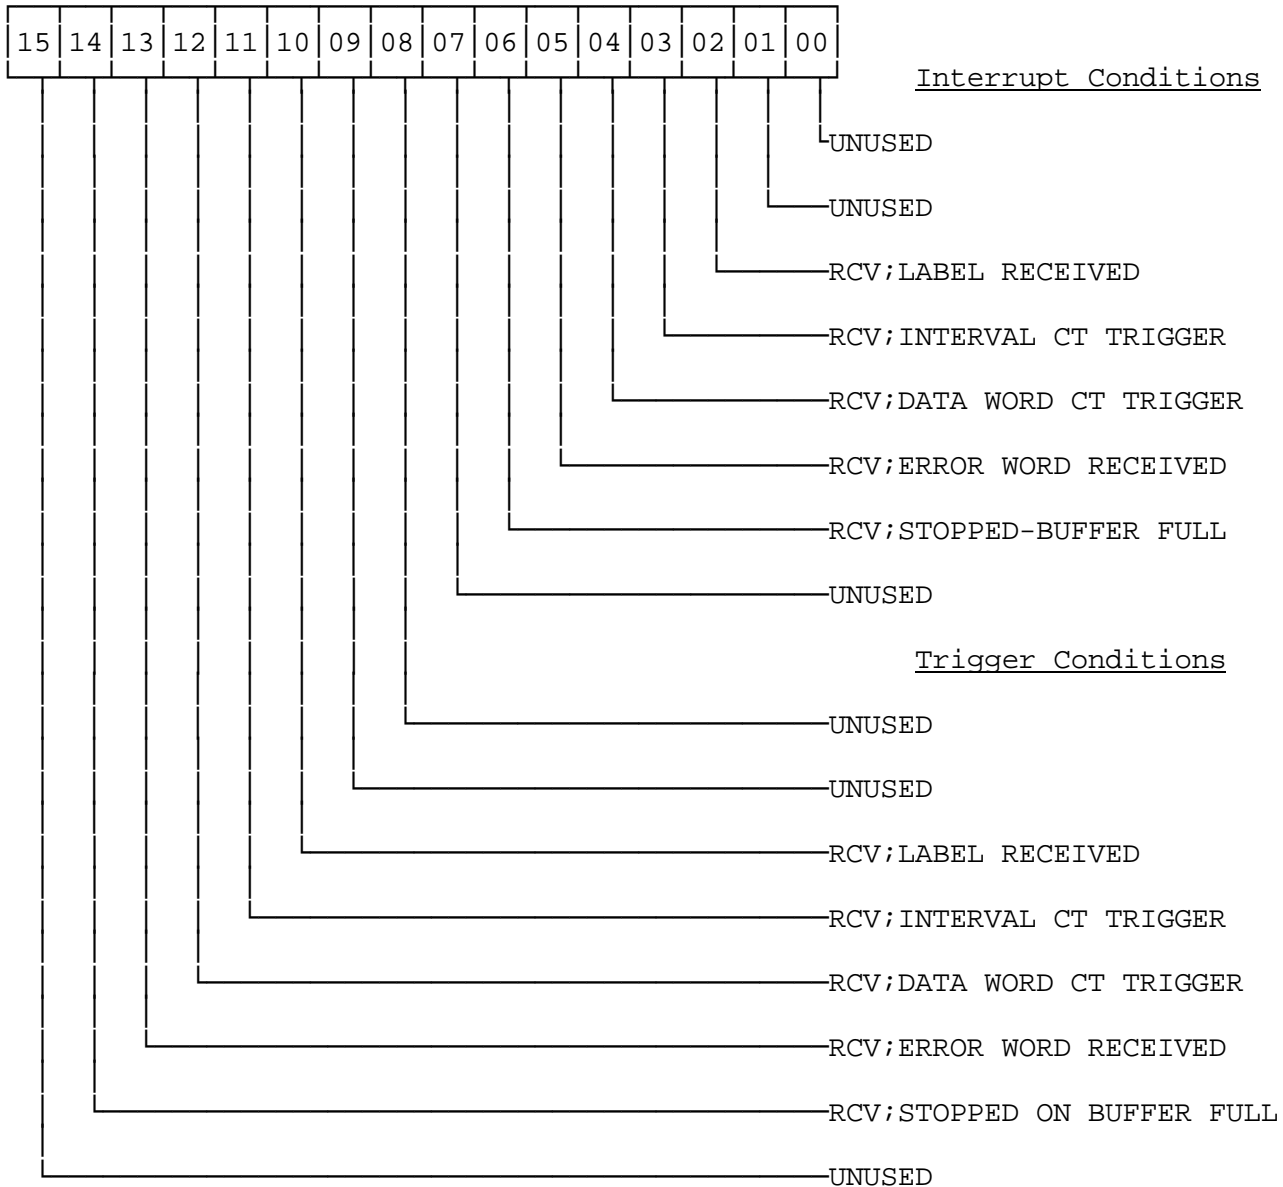 15 14 13 12 11 10 09 08 07 06 05 04 03 02 01 00
Interrupt Conditions
UNUSED
UNUSED
RCV;LABEL RECEIVED
RCV;INTERVAL CT TRIGGER
RCV;DATA WORD CT TRIGGER
RCV;ERROR WORD RECEIVED
RCV;STOPPED-BUFFER FULL
UNUSED
Trigger Conditions
UNUSED
UNUSED
RCV;LABEL RECEIVED
RCV;INTERVAL CT TRIGGER
RCV;DATA WORD CT TRIGGER
RCV;ERROR WORD RECEIVED
RCV;STOPPED ON BUFFER FULL
UNUSED